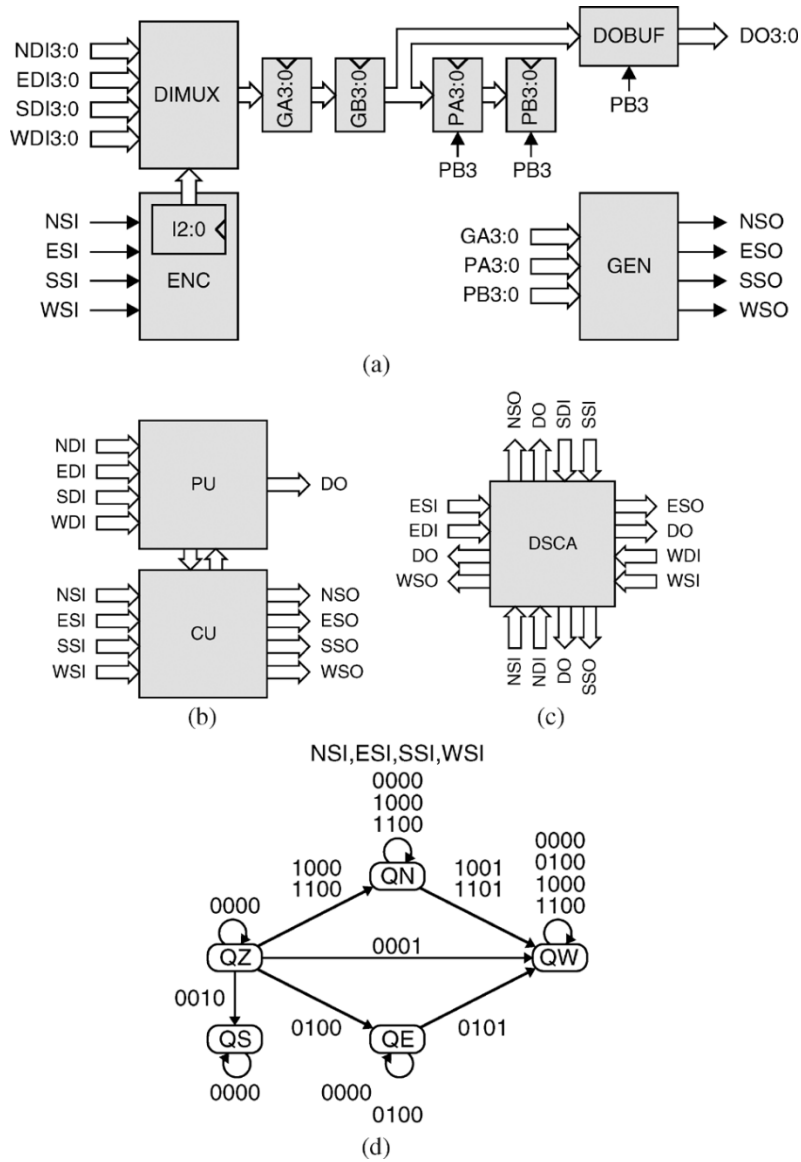 NDI3:0
EDI3:0
SDI3:0
WDI3:0
DIMUX
GA3:0
GB3:0
PA3:0
PB3:0
PB3
PB3
DOBUF
DO3:0
PB3
NSI
ESI
SSI
WSI
I2:0
ENC
GA3:0
PA3:0
PB3:0
GEN
NSO
ESO
SSO
WSO
(a)
NDI
EDI
SDI
WDI
PU
DO
NSI
ESI
SSI
WSI
CU
NSO
ESO
SSO
WSO
(b)
NSO
DO
SDI
SSI
ESI
EDI
DO
WSO
DSCA
ESO
DO
WDI
WSI
NSI
NDI
DO
SSO
(c)
NSI,ESI,SSI,WSI
0000
1000
1100
QN
1000
1100
1001
1101
0000
0100
1000
1100
QW
0000
QZ
0001
0010
0100
0101
QS
0000
QE
0000
0100
(d)